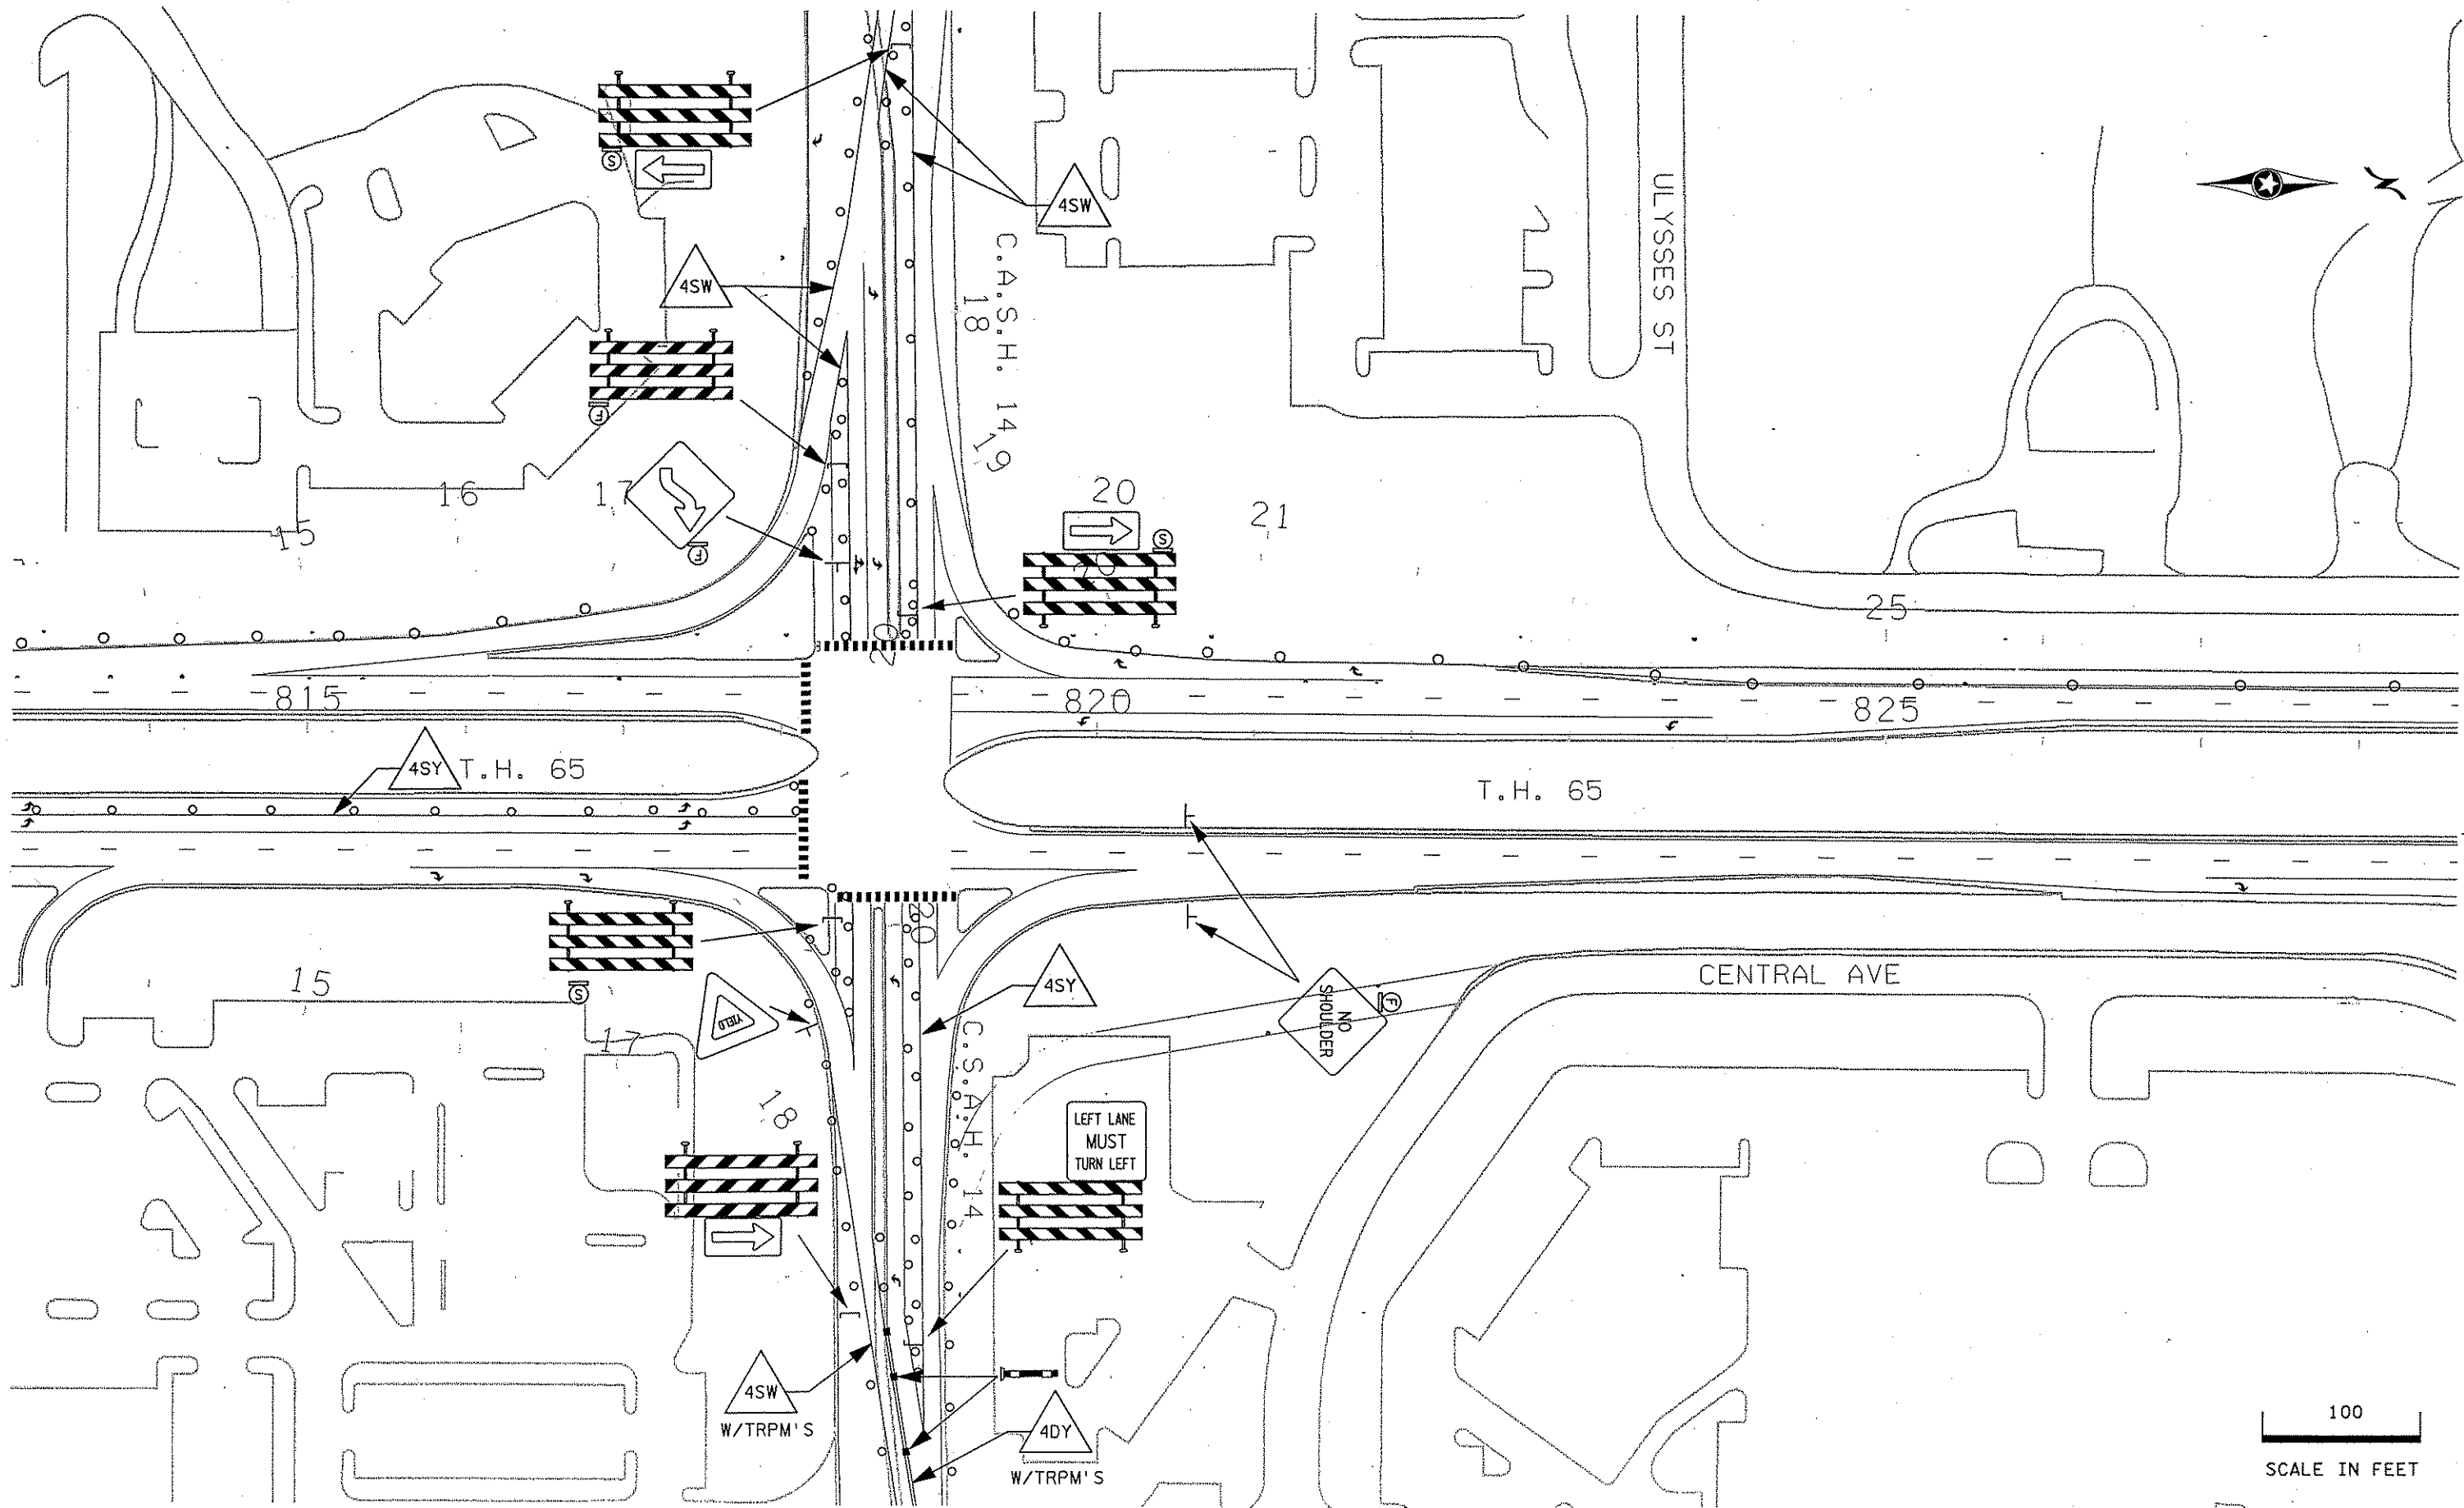 N
S
4SW
ULYSSES ST
C.A.S.H. 14
18
4SW
F
19
16
17
20
21
15
F
S
20
25
20
815
820
825
4SY
T.H. 65
T.H. 65
20
15
S
4SY
CENTRAL AVE
YIELD
NO
SHOULDER
F
17
18
C.S.A.H. 14
LEFT LANE
MUST
TURN LEFT
4SW
W/TRPM'S
4DY
W/TRPM'S
100
SCALE IN FEET